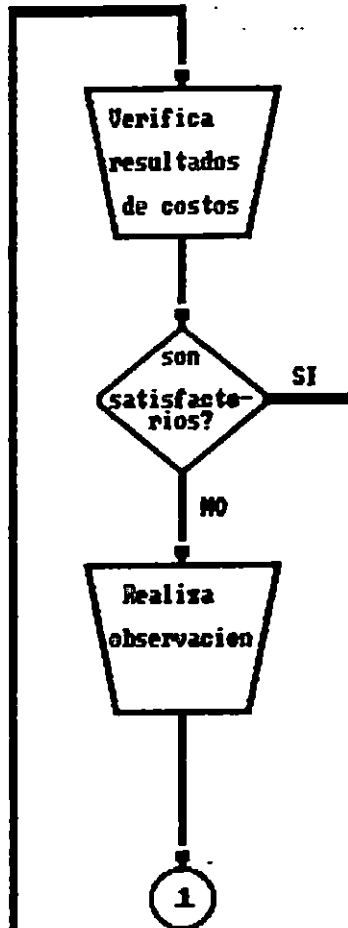 Verifica
resultados
de costos
son
satisfacto-
rios?
SI
NO
Realiza
observacion
1